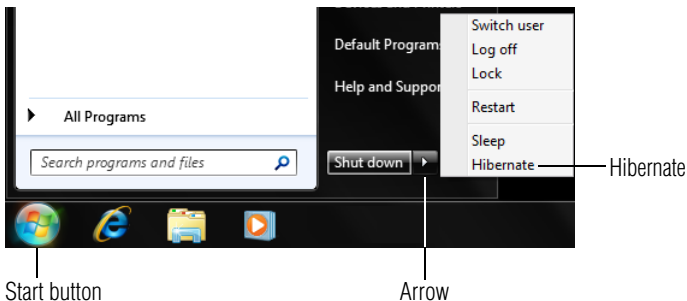 Default Program
Help and Suppor
All Programs
Search programs and files
Shut down
Switch user
Log off
Lock
Restart
Sleep
Hibernate
Hibernate
Start button
Arrow